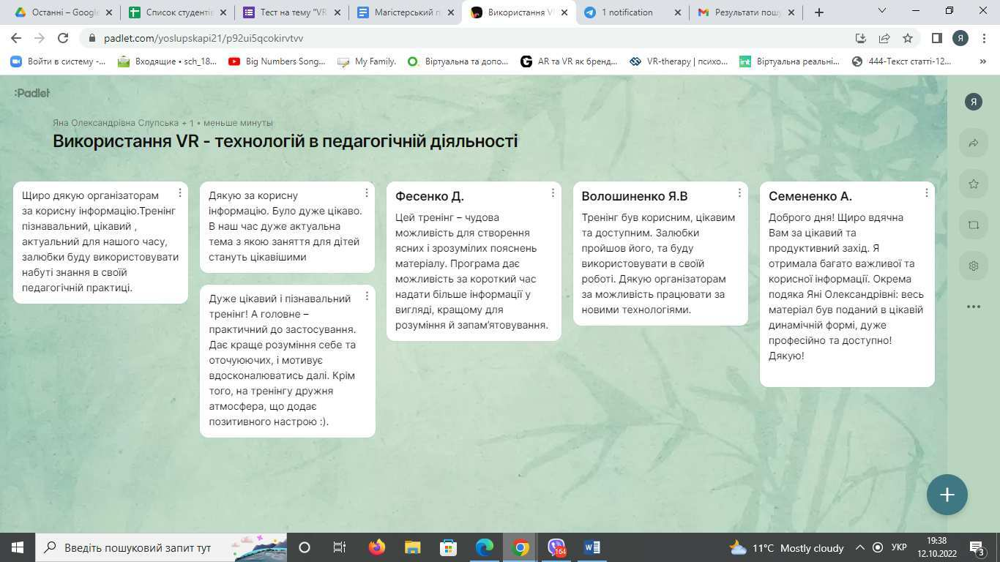 Останні – Google
Список студентів
Тест на тему "VR
Магістерський п
Використання VR
1 notification
Результати пошу
padlet.com/yoslupskapi21/p92ui5qcokirvtvv
Я
Войти в систему -...
Входящие • sch_18...
Big Numbers Song...
My Family.
Віртуальна та допо...
AR та VR як бренд...
VR-therapy | психо...
Віртуальна реальні...
444-Текст статті-12...
»
:Padlet
Я
Яна Олександрівна Слупська + 1 • меньше минуты
Використання VR - технологій в педагогічній діяльності
Щиро дякую організаторам
за корисну інформацію.Тренінг
пізнавальний, цікавий ,
актуальний для нашого часу,
залюбки буду використовувати
набуті знання в своїй
педагогічній практиці.
Дякую за корисну
інформацію. Було дуже цікаво.
В наш час дуже актуальна
тема з якою заняття для дітей
стануть цікавішими
Дуже цікавий і пізнавальний
тренінг! А головне –
практичний до застосування.
Дає краще розуміння себе та
оточуюючих, і мотивує
вдосконалюватись далі. Крім
того, на тренінгу дружня
атмосфера, що додає
позитивного настрою :).
Фесенко Д.
Цей тренінг – чудова
можливість для створення
ясних і зрозумілих пояснень
матеріалу. Програма дає
можливість за короткий час
надати більше інформації у
вигляді, кращому для
розуміння й запам’ятовування.
Волошиненко Я.В
Тренінг був корисним, цікавим
та доступним. Залюбки
пройшов його, та буду
використовувати в своїй
роботі. Дякую організаторам
за можливість працювати за
новими технологіями.
Семененко А.
Доброго дня! Щиро вдячна
Вам за цікавий та
продуктивний захід. Я
отримала багато важливої та
корисної інформації. Окрема
подяка Яні Олександрівні: весь
матеріал був поданий в цікавій
динамічній формі, дуже
професійно та доступно!
Дякую!
Введіть пошуковий запит тут
164
11°C Mostly cloudy
УКР
19:38
12.10.2022
3